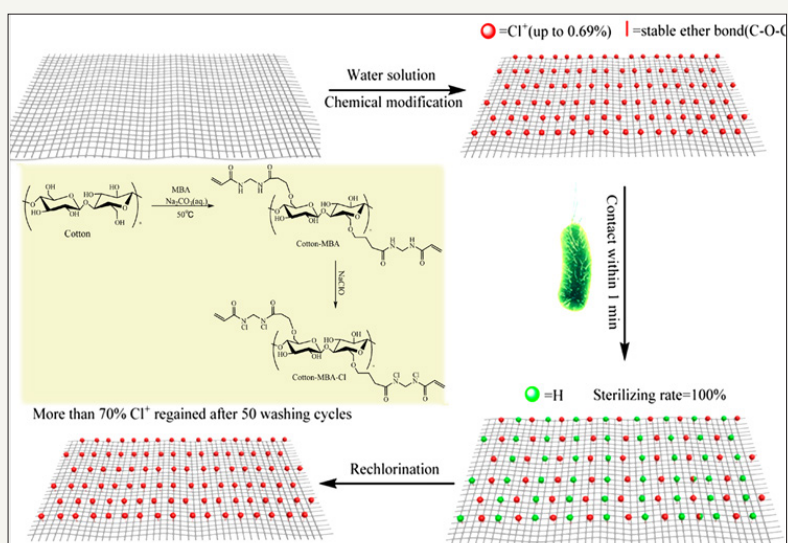 =Cl⁺(up to 0.69%) =stable ether bond(C-O-C
Water solution
Chemical modification
MBA
Na₂CO₃(aq.)
50℃
Cotton
Cotton-MBA
NaClO
Cotton-MBA-Cl
Contact within 1 min
=H Sterilizing rate=100%
More than 70% Cl⁺ regained after 50 washing cycles
Rechlorination